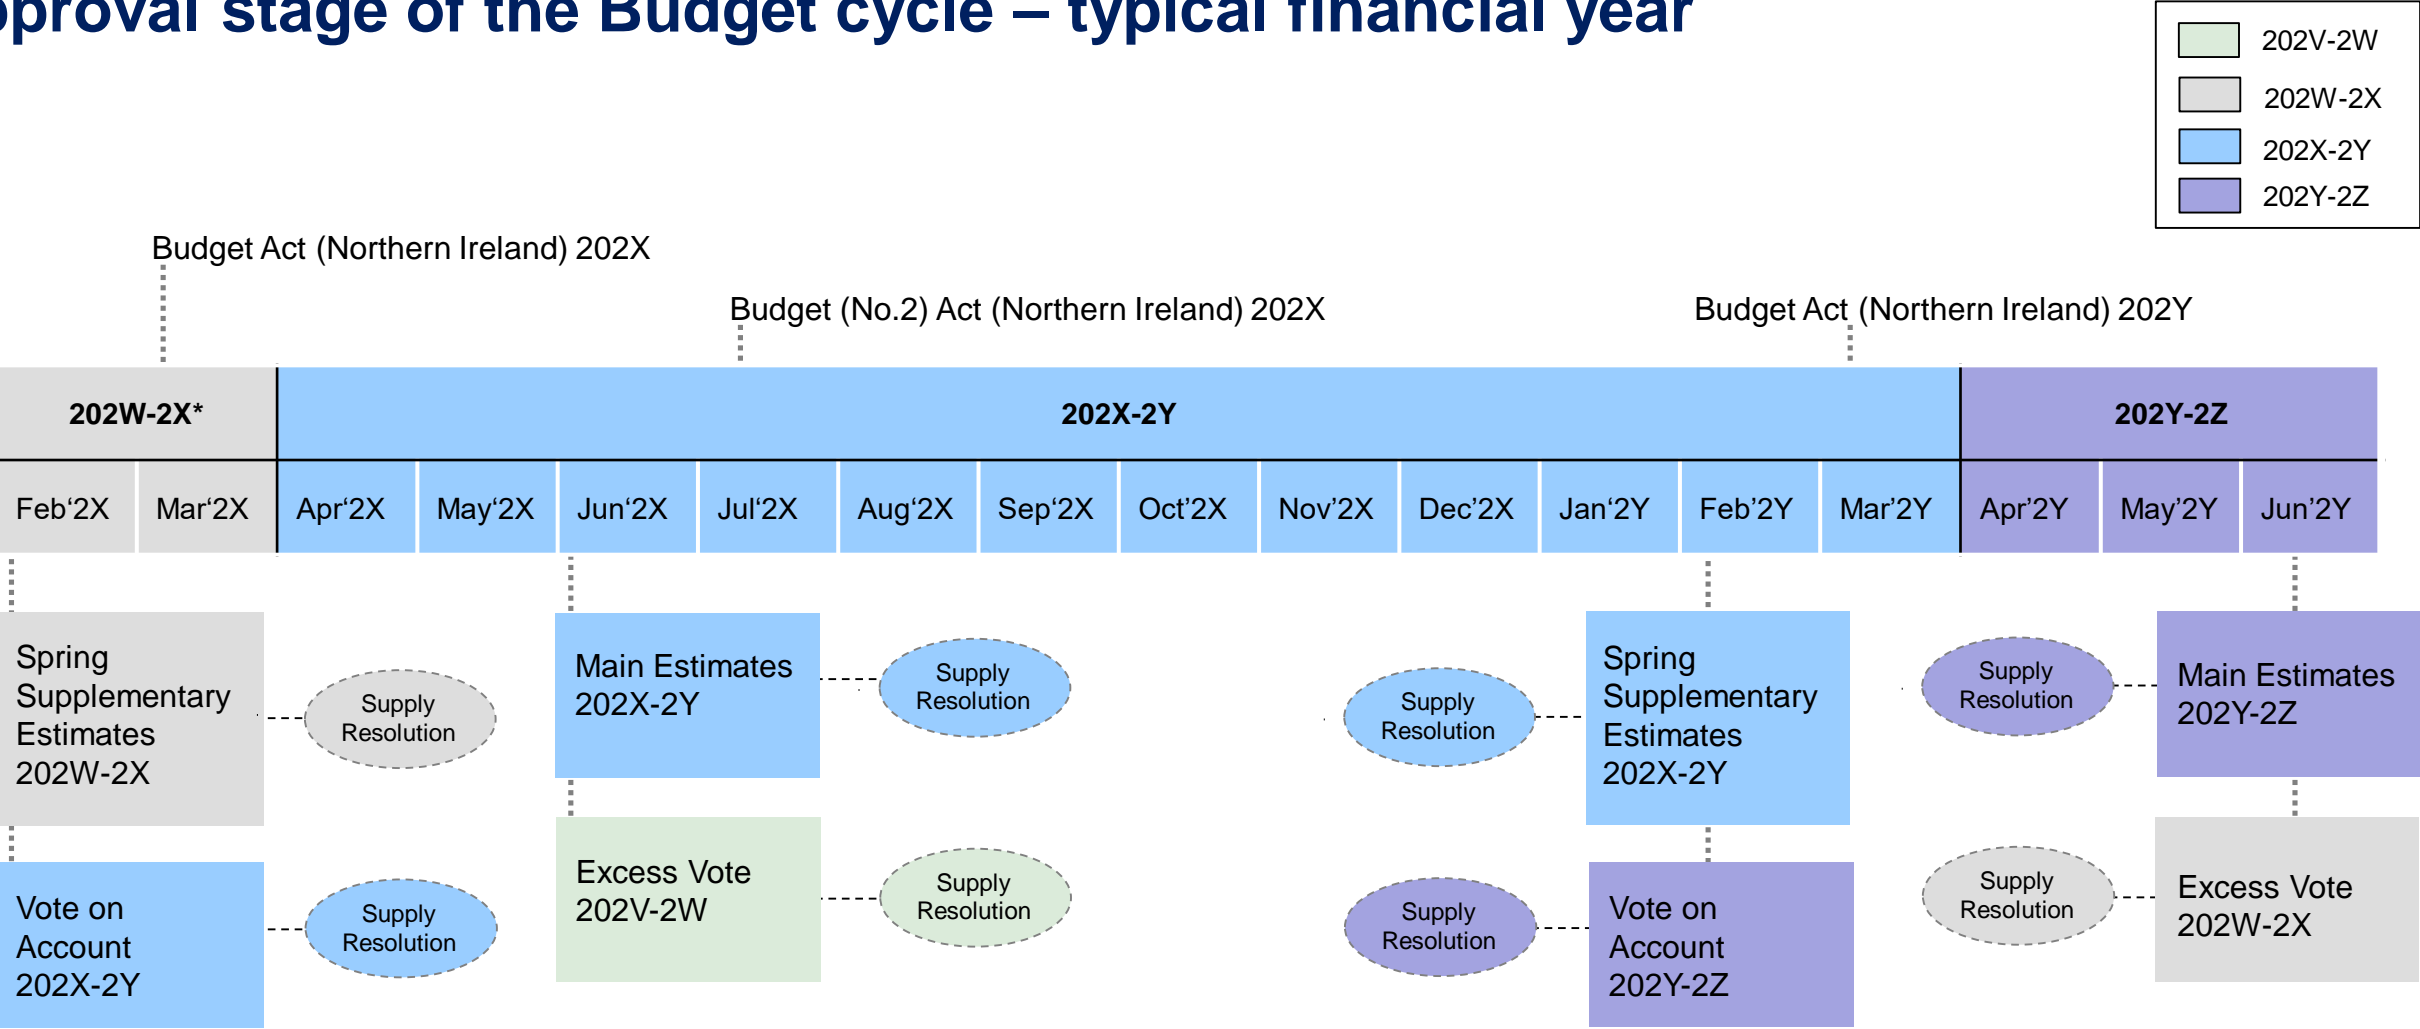 pproval stage of the Budget cycle – typical financial year
202V-2W
202W-2X
202X-2Y
202Y-2Z
Budget Act (Northern Ireland) 202X
Budget (No.2) Act (Northern Ireland) 202X
Budget Act (Northern Ireland) 202Y
202W-2X*
202X-2Y
202Y-2Z
Feb‘2X
Mar‘2X
Apr‘2X
May‘2X
Jun‘2X
Jul‘2X
Aug‘2X
Sep‘2X
Oct’2X
Nov’2X
Dec’2X
Jan‘2Y
Feb’2Y
Mar’2Y
Apr’2Y
May’2Y
Jun’2Y
Spring
Supplementary
Estimates
202W-2X
Supply
Resolution
Main Estimates
202X-2Y
Supply
Resolution
Supply
Resolution
Spring
Supplementary
Estimates
202X-2Y
Supply
Resolution
Main Estimates
202Y-2Z
Vote on
Account
202X-2Y
Supply
Resolution
Excess Vote
202V-2W
Supply
Resolution
Supply
Resolution
Vote on
Account
202Y-2Z
Supply
Resolution
Excess Vote
202W-2X